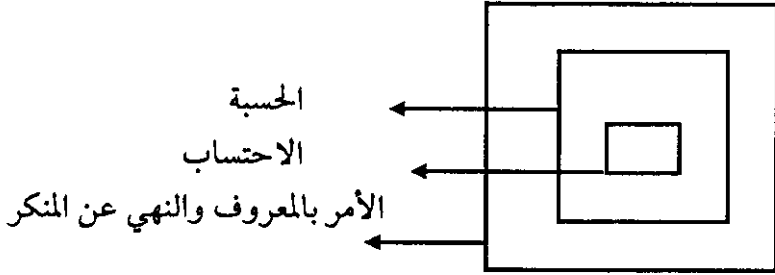 الحسبة
الاحتساب
الأمر بالمعروف والنهي عن المنكر